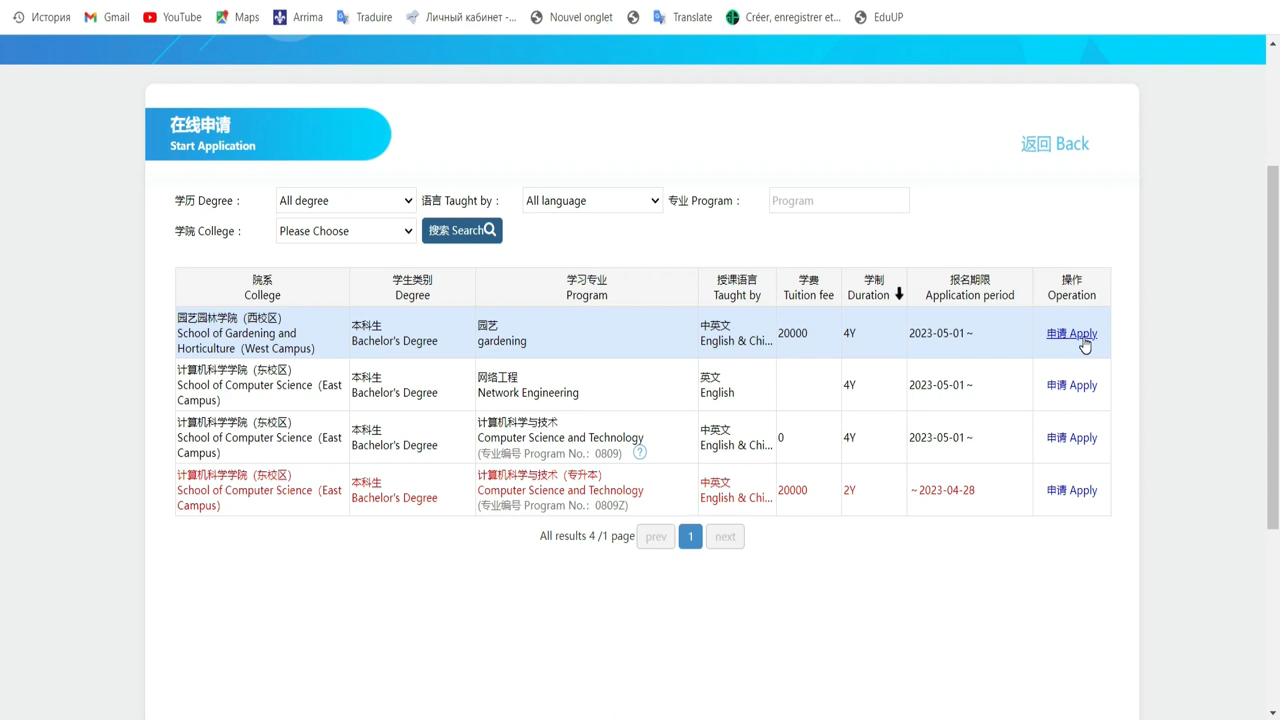 История Gmail YouTube Maps Arrima Traduire Личный кабинет -... Nouvel onglet Translate Créer, enregistrer et... EduUP
在线申请
Start Application
返回 Back
学历 Degree： All degree 语言 Taught by： All language 专业 Program： Program
学院 College： Please Choose 搜索 Search
院系 学生类别 学习专业 授课语言 学费 学制 报名期限 操作
College Degree Program Taught by Tuition fee Duration Application period Operation
园艺园林学院（西校区）
School of Gardening and
Horticulture（West Campus）
本科生
Bachelor's Degree
园艺
gardening
中英文
English & Chi...
20000
4Y
2023-05-01 ~
申请 Apply
计算机科学学院（东校区）
School of Computer Science（East
Campus）
本科生
Bachelor's Degree
网络工程
Network Engineering
英文
English
4Y
2023-05-01 ~
申请 Apply
计算机科学学院（东校区）
School of Computer Science（East
Campus）
本科生
Bachelor's Degree
计算机科学与技术
Computer Science and Technology
(专业编号 Program No.：0809) ?
中英文
English & Chi...
0
4Y
2023-05-01 ~
申请 Apply
计算机科学学院（东校区）
School of Computer Science（East
Campus）
本科生
Bachelor's Degree
计算机科学与技术（专升本）
Computer Science and Technology
(专业编号 Program No.：0809Z)
中英文
English & Chi...
20000
2Y
~ 2023-04-28
申请 Apply
All results 4 /1 page prev 1 next